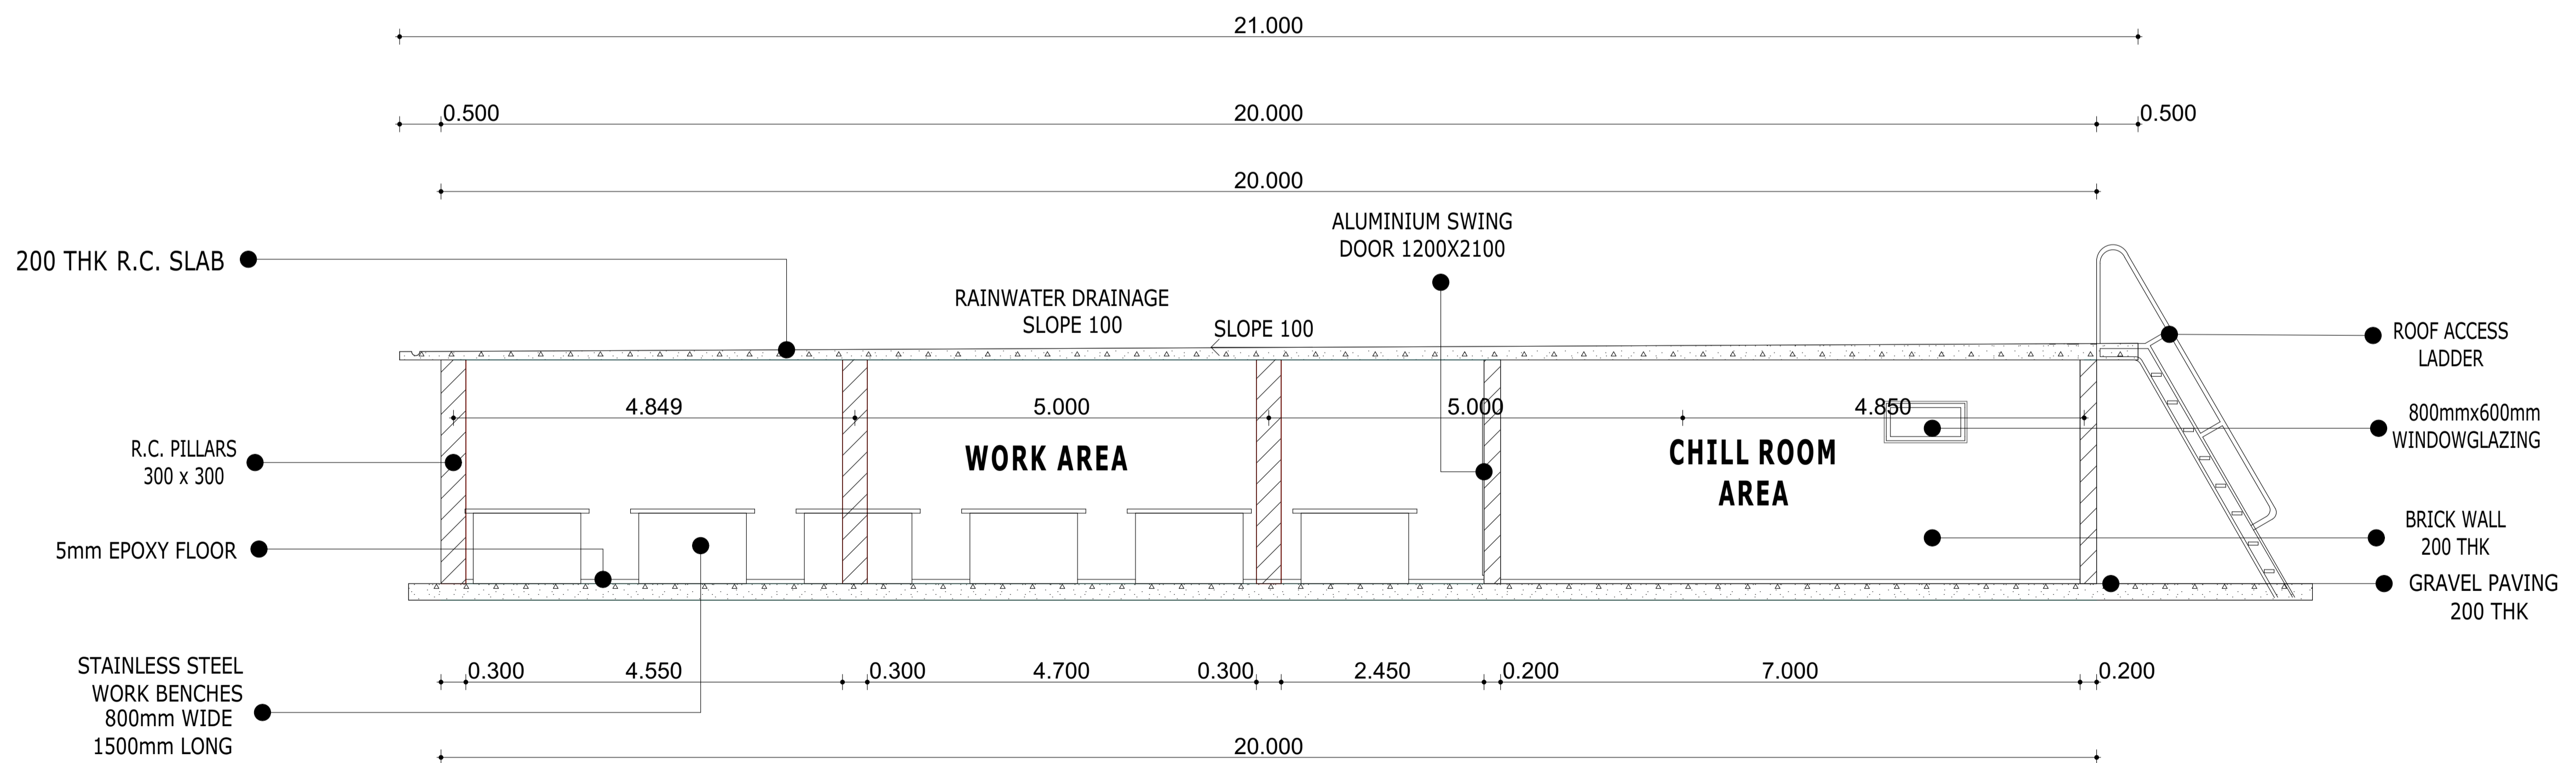 21.000
0.500
20.000
0.500
20.000
ALUMINIUM SWING
DOOR 1200X2100
200 THK R.C. SLAB
RAINWATER DRAINAGE
SLOPE 100
SLOPE 100
ROOF ACCESS
LADDER
4.849
5.000
5.000
4.850
800mmx600mm
WINDOWGLAZING
R.C. PILLARS
300 x 300
WORK AREA
CHILL ROOM
AREA
BRICK WALL
200 THK
5mm EPOXY FLOOR
GRAVEL PAVING
200 THK
STAINLESS STEEL
WORK BENCHES
800mm WIDE
1500mm LONG
0.300
4.550
0.300
4.700
0.300
2.450
0.200
7.000
0.200
20.000